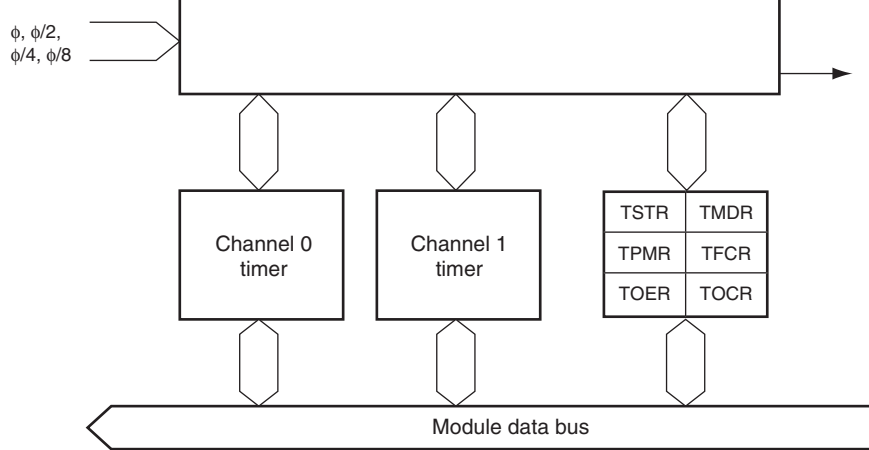 ϕ, ϕ/2,
ϕ/4, ϕ/8
Channel 0
timer
Channel 1
timer
TSTR TMDR
TPMR TFCR
TOER TOCR
Module data bus